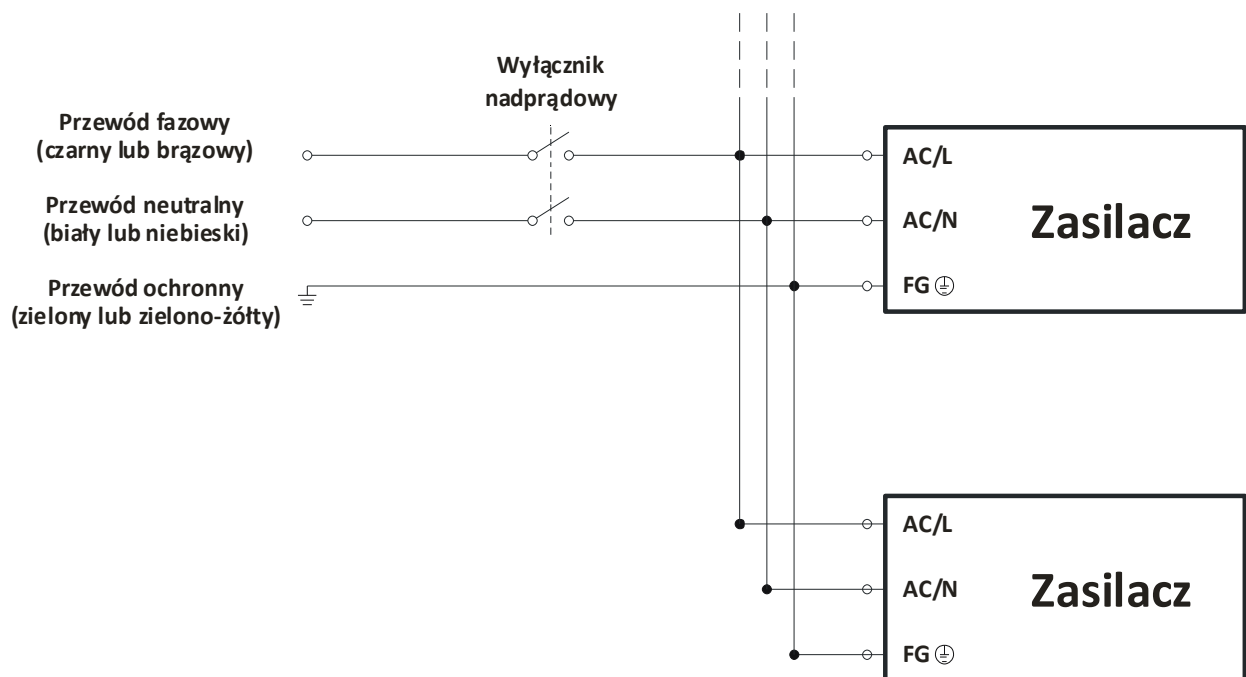 Wyłącznik
nadprądowy
Przewód fazowy
(czarny lub brązowy)
Przewód neutralny
(biały lub niebieski)
Przewód ochronny
(zielony lub zielono-żółty)
AC/L
AC/N
FG
Zasilacz
AC/L
AC/N
FG
Zasilacz